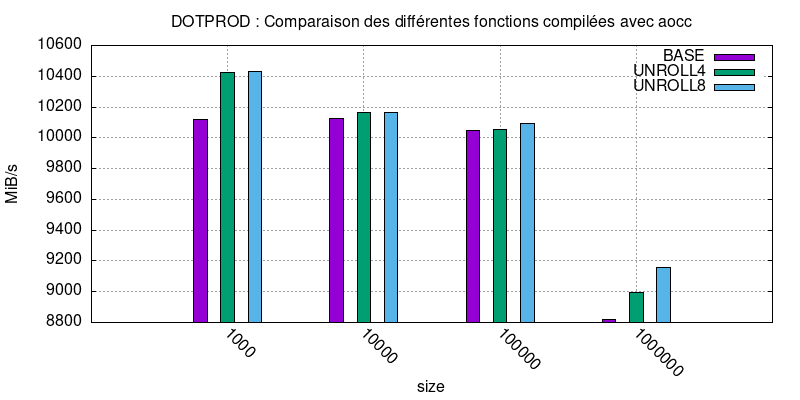 DOTPROD : Comparaison des différentes fonctions compilées avec aocc
10600
10400
10200
10000
9800
9600
9400
9200
9000
8800
MiB/s
BASE
UNROLL4
UNROLL8
1000
10000
100000
1000000
size